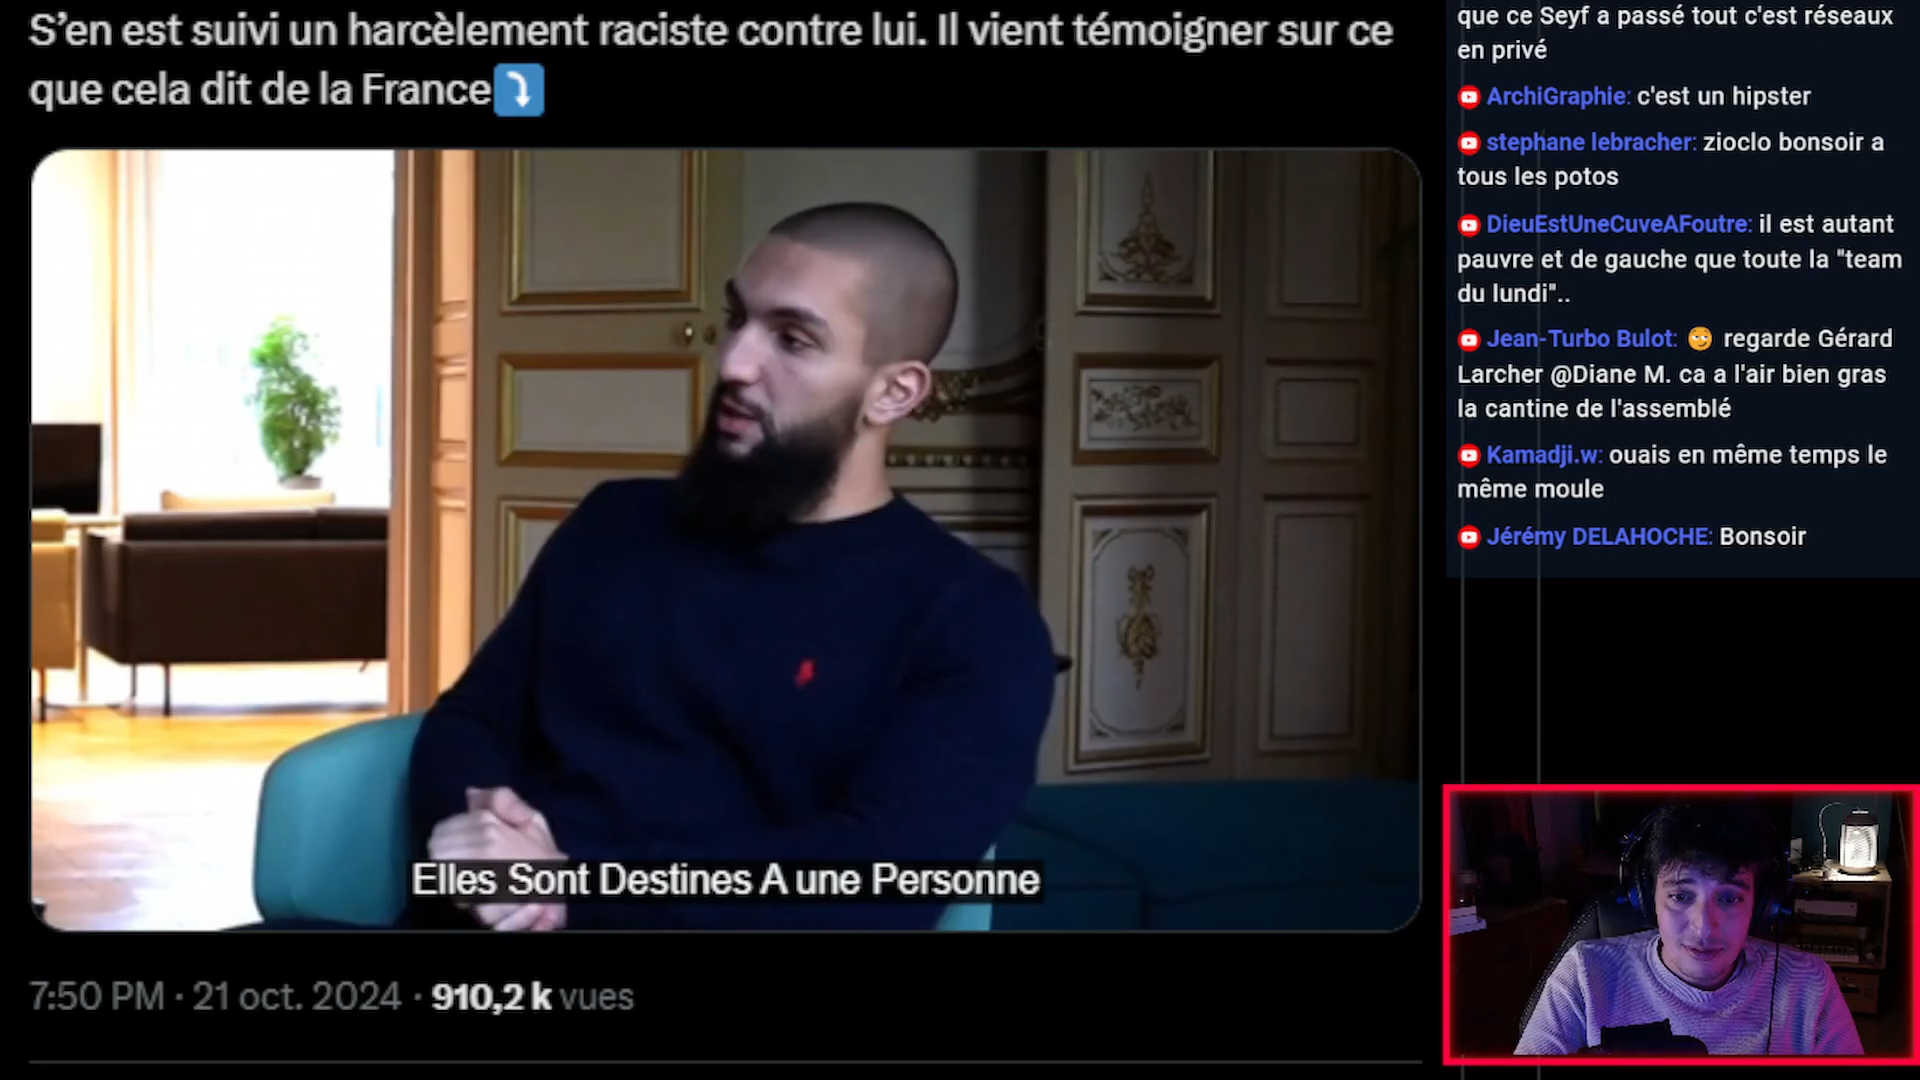 S’en est suivi un harcèlement raciste contre lui. Il vient témoigner sur ce
que cela dit de la France
Elles Sont Destines A une Personne
7:50 PM · 21 oct. 2024 · 910,2 k vues
que ce Seyf a passé tout c'est réseaux
en privé
ArchiGraphie: c'est un hipster
stephane lebracher: zioclo bonsoir a
tous les potos
DieuEstUneCuveAFoutre: il est autant
pauvre et de gauche que toute la "team
du lundi"..
Jean-Turbo Bulot: 😏 regarde Gérard
Larcher @Diane M. ca a l'air bien gras
la cantine de l'assemblé
Kamadji.w: ouais en même temps le
même moule
Jérémy DELAHOCHE: Bonsoir